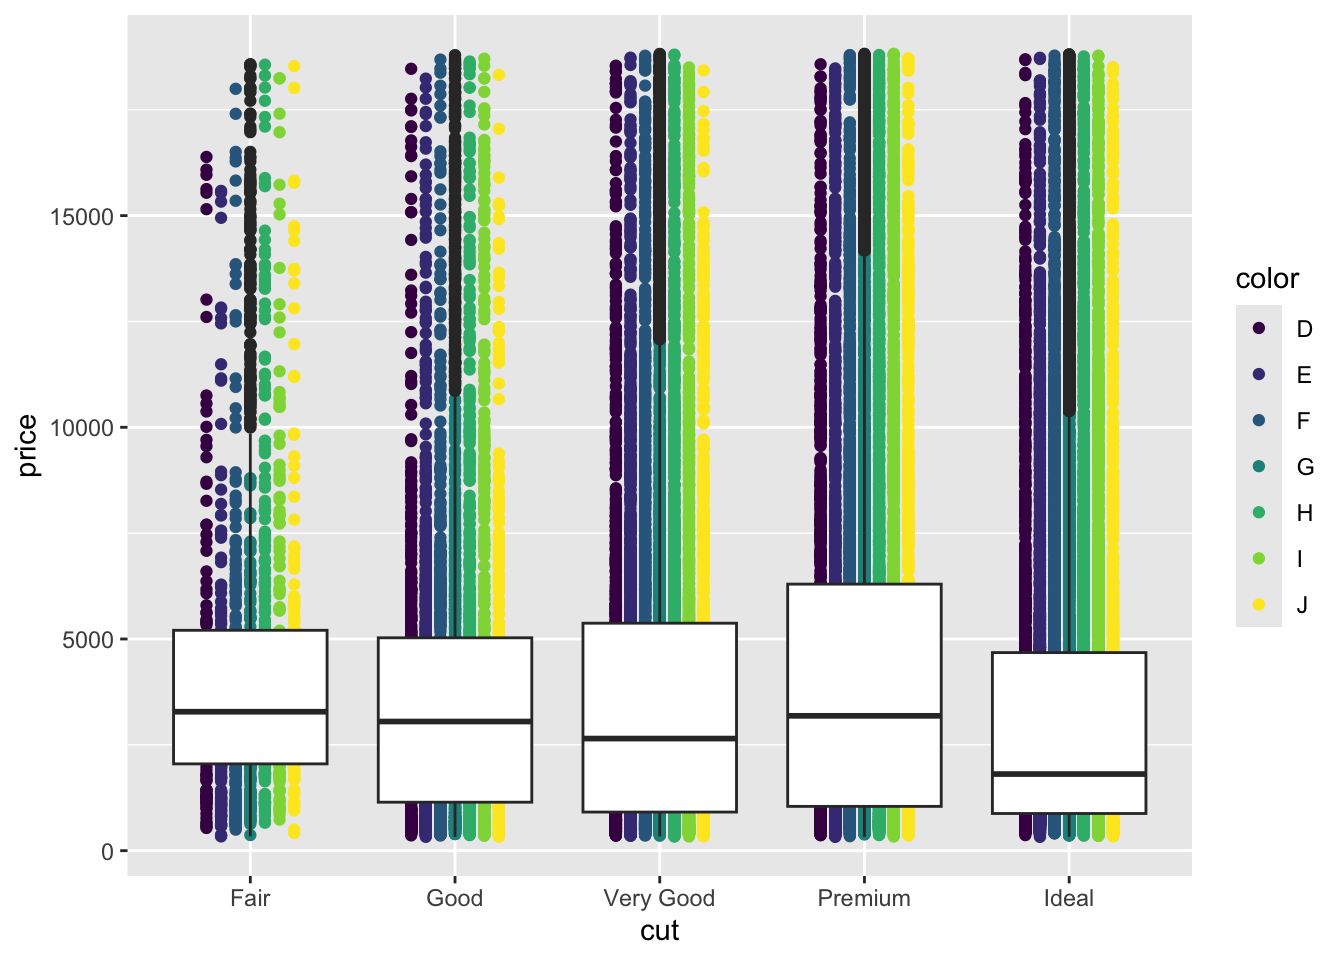 15000
10000
5000
0
price
Fair
Good
Very Good
Premium
Ideal
cut
color
D
E
F
G
H
I
J